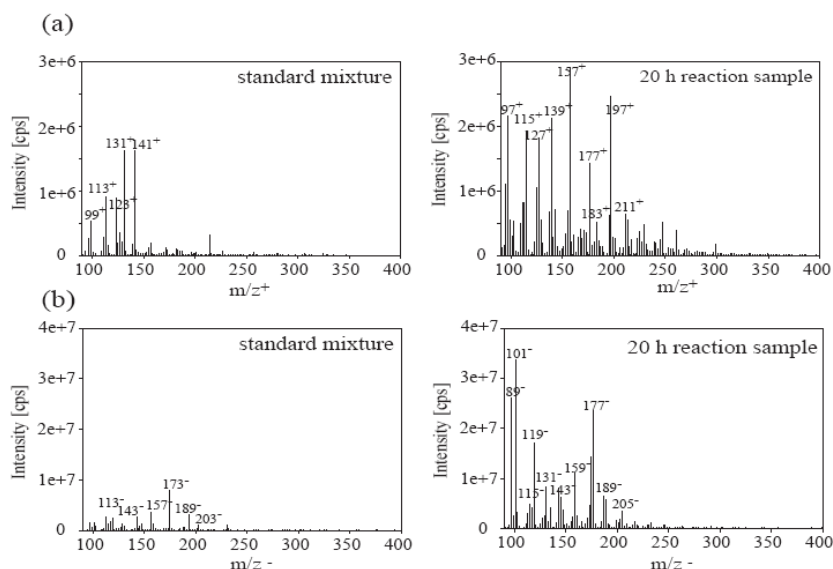 (a)
standard mixture
20 h reaction sample
Intensity [cps]
3e+6
2e+6
1e+6
0
99+
113+
123+
131+
141+
100 150 200 250 300 350 400
m/z+
Intensity [cps]
3e+6
2e+6
1e+6
0
97+
115+
127+
139+
157+
177+
183+
197+
211+
100 150 200 250 300 350 400
m/z+
(b)
standard mixture
20 h reaction sample
Intensity [cps]
4e+7
3e+7
2e+7
1e+7
0
113-
143-
157-
173-
189-
203-
100 150 200 250 300 350 400
m/z -
Intensity [cps]
4e+7
3e+7
2e+7
1e+7
0
89-
101-
115-
119-
131-
143-
159-
177-
189-
205-
100 150 200 250 300 350 400
m/z -